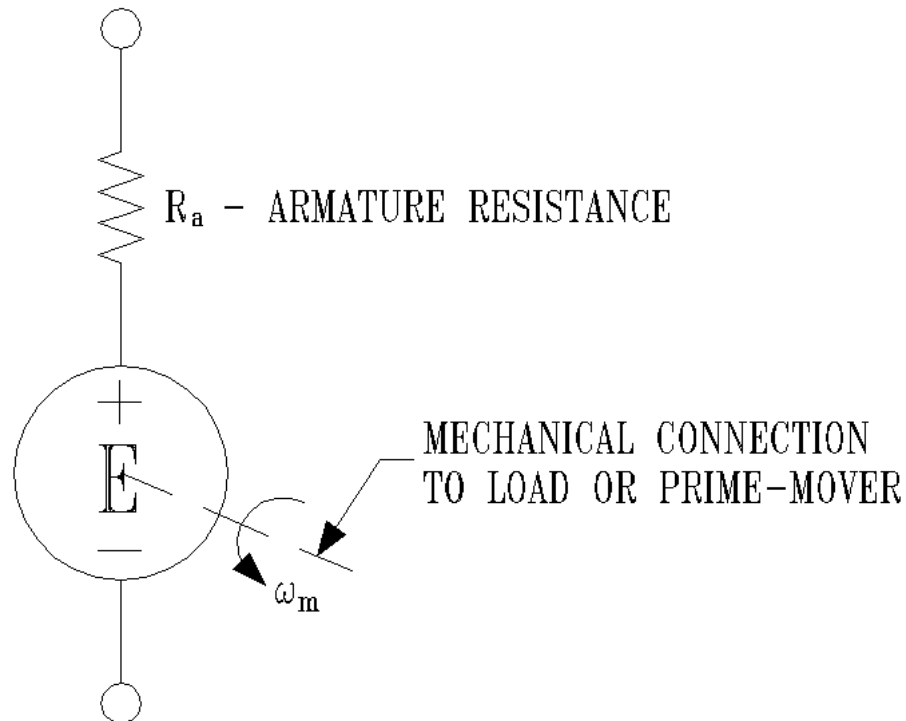 Rₐ - ARMATURE RESISTANCE
+
E
MECHANICAL CONNECTION
TO LOAD OR PRIME-MOVER
−
ωₘ